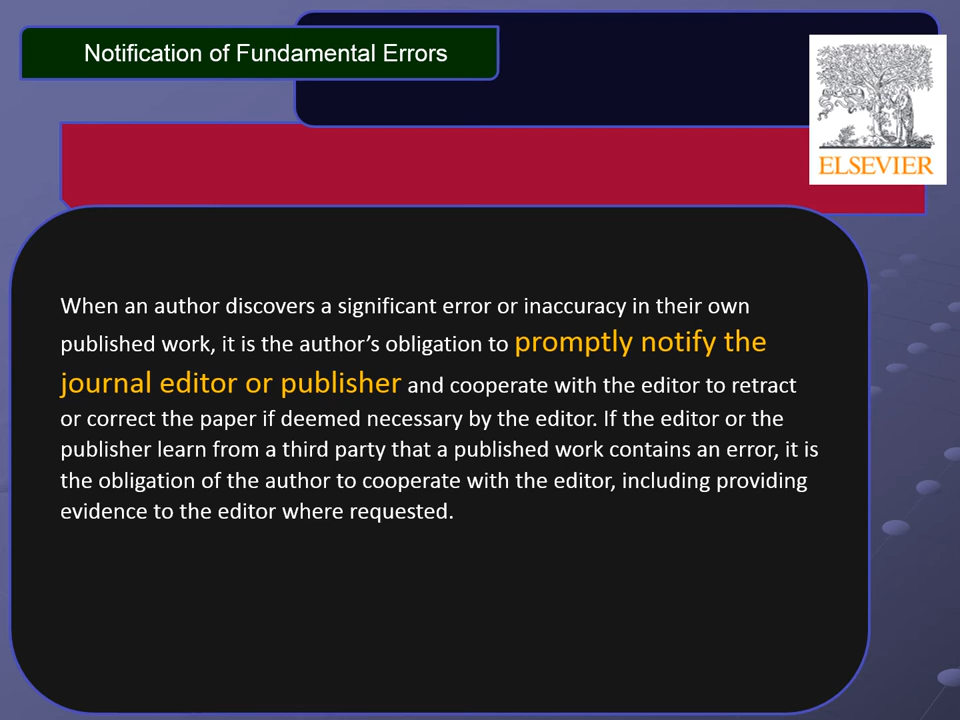 Notification of Fundamental Errors
ELSEVIER
When an author discovers a significant error or inaccuracy in their own
published work, it is the author’s obligation to promptly notify the
journal editor or publisher and cooperate with the editor to retract
or correct the paper if deemed necessary by the editor. If the editor or the
publisher learn from a third party that a published work contains an error, it is
the obligation of the author to cooperate with the editor, including providing
evidence to the editor where requested.